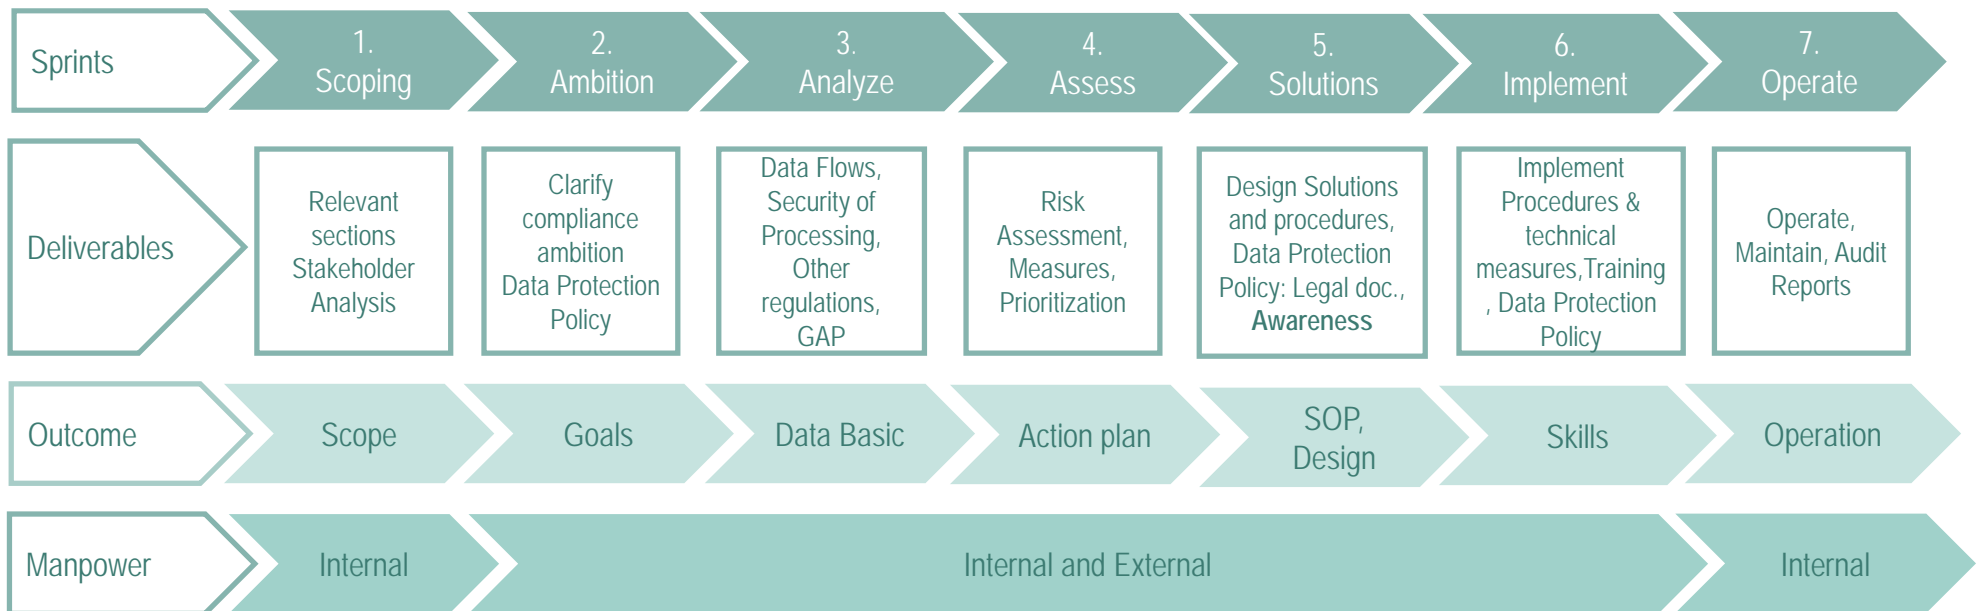 Sprints
1.
Scoping
2.
Ambition
3.
Analyze
4.
Assess
5.
Solutions
6.
Implement
7.
Operate
Deliverables
Relevant
sections
Stakeholder
Analysis
Clarify
compliance
ambition
Data Protection
Policy
Data Flows,
Security of
Processing,
Other
regulations,
GAP
Risk
Assessment,
Measures,
Prioritization
Design Solutions
and procedures,
Data Protection
Policy: Legal doc.,
Awareness
Implement
Procedures &
technical
measures,Training
, Data Protection
Policy
Operate,
Maintain, Audit
Reports
Outcome
Scope
Goals
Data Basic
Action plan
SOP,
Design
Skills
Operation
Manpower
Internal
Internal and External
Internal